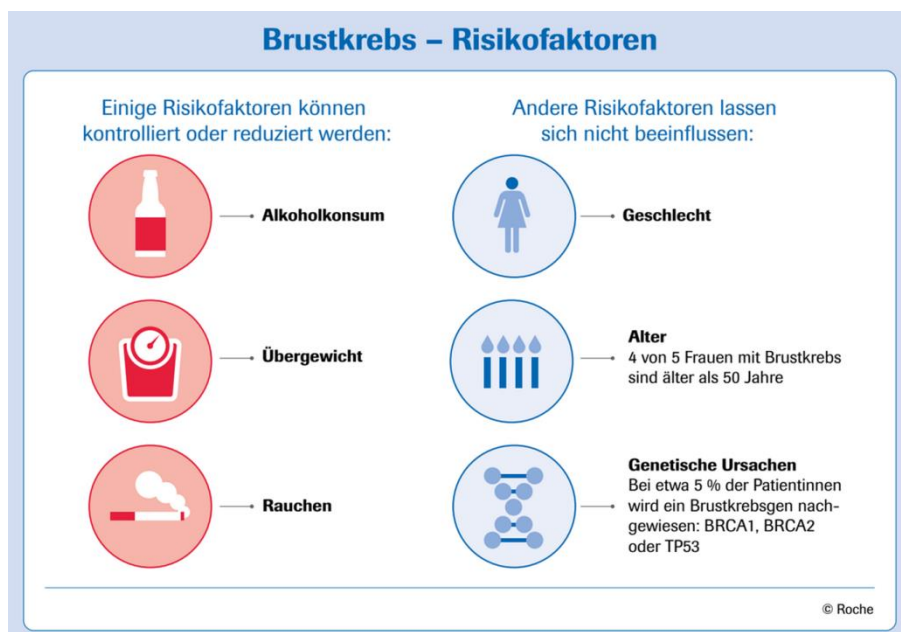 Brustkrebs – Risikofaktoren
Einige Risikofaktoren können
kontrolliert oder reduziert werden:
Alkoholkonsum
Übergewicht
Rauchen
Andere Risikofaktoren lassen
sich nicht beeinflussen:
Geschlecht
Alter
4 von 5 Frauen mit Brustkrebs
sind älter als 50 Jahre
Genetische Ursachen
Bei etwa 5 % der Patientinnen
wird ein Brustkrebsgen nach-
gewiesen: BRCA1, BRCA2
oder TP53
© Roche